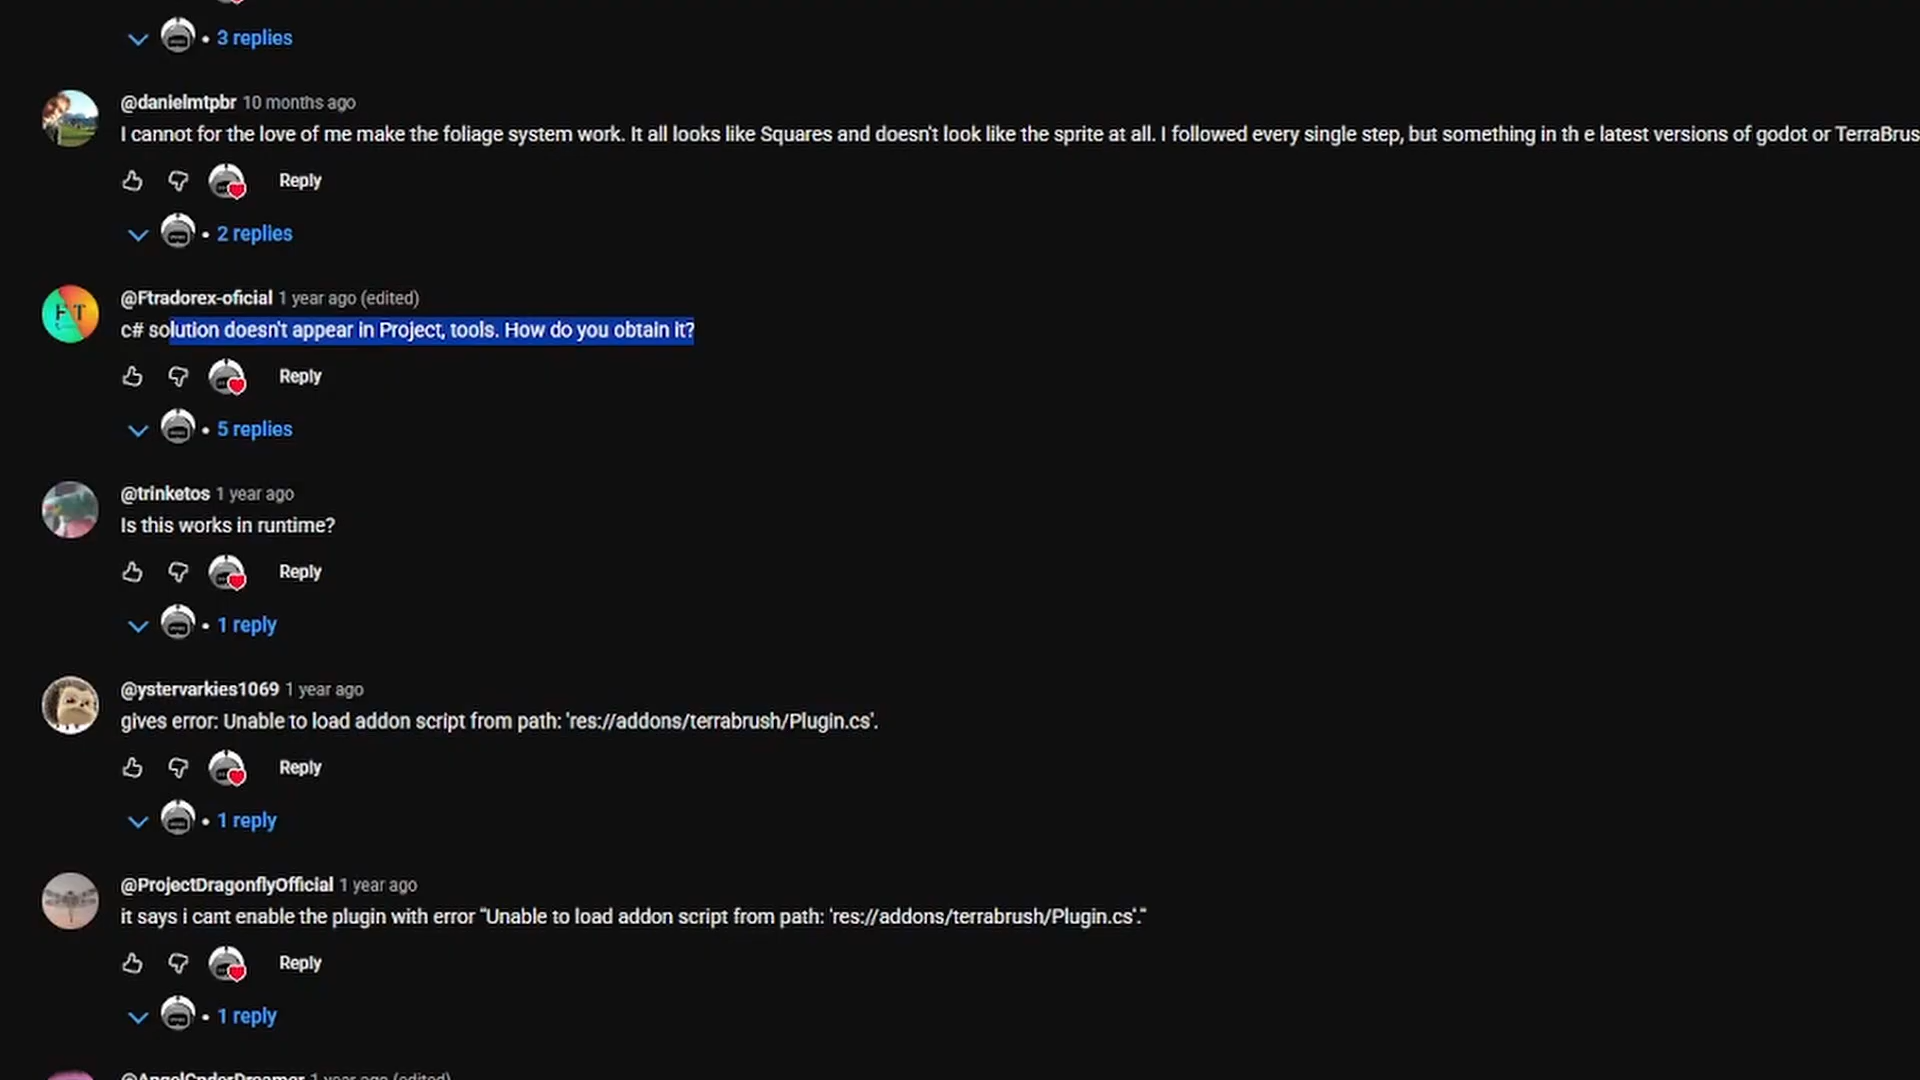 • 3 replies
@danielmtpbr 10 months ago
I cannot for the love of me make the foliage system work. It all looks like Squares and doesn't look like the sprite at all. I followed every single step, but something in th e latest versions of godot or TerraBrus
Reply
• 2 replies
FT
@Ftradorex-oficial 1 year ago (edited)
c# solution doesn't appear in Project, tools. How do you obtain it?
Reply
• 5 replies
@trinketos 1 year ago
Is this works in runtime?
Reply
• 1 reply
@ystervarkies1069 1 year ago
gives error: Unable to load addon script from path: 'res://addons/terrabrush/Plugin.cs'.
Reply
• 1 reply
@ProjectDragonflyOfficial 1 year ago
it says i cant enable the plugin with error "Unable to load addon script from path: 'res://addons/terrabrush/Plugin.cs'."
Reply
• 1 reply
1 year ago (edited)